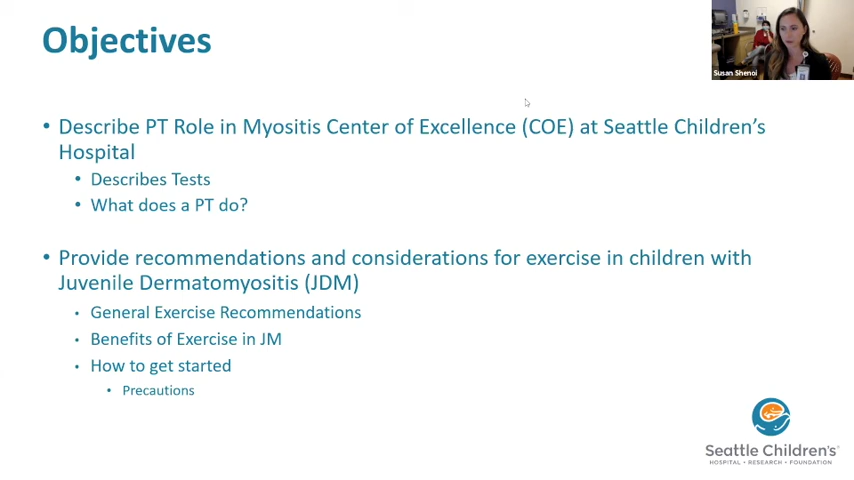 Objectives
Susan Shenoi
• Describe PT Role in Myositis Center of Excellence (COE) at Seattle Children's
Hospital
• Describes Tests
• What does a PT do?
• Provide recommendations and considerations for exercise in children with
Juvenile Dermatomyositis (JDM)
• General Exercise Recommendations
• Benefits of Exercise in JM
• How to get started
• Precautions
Seattle Children's®
HOSPITAL • RESEARCH • FOUNDATION